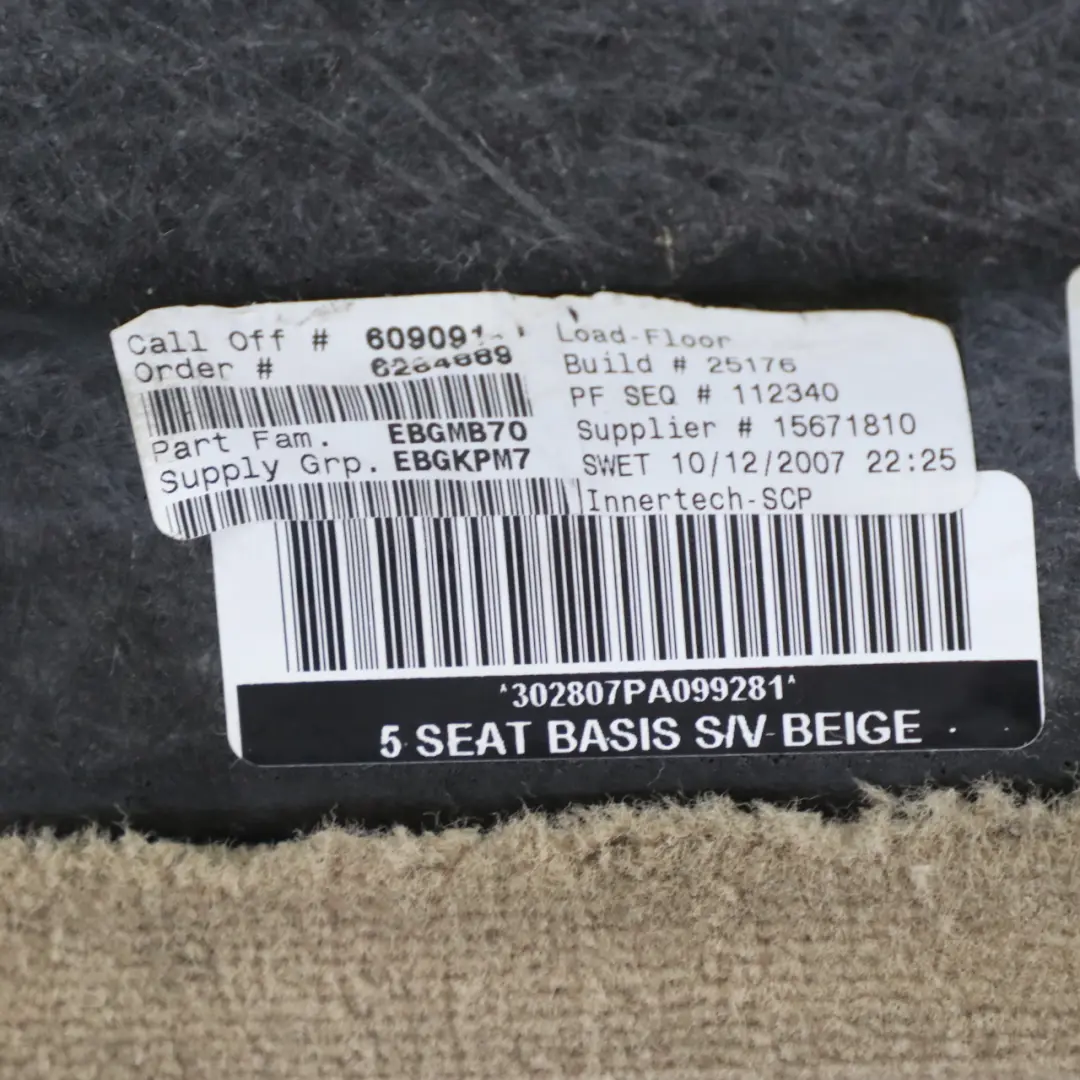 Call Off #
Order #
Part Fam. EBGMB70
Supply Grp. EBGKPM7
Load-Floor
Build # 25176
PF SEQ # 112340
Supplier # 15671810
SWET 10/12/2007 22:25
Innertech-SCP
*302807PA099281*
5 SEAT BASIS S/V BEIGE